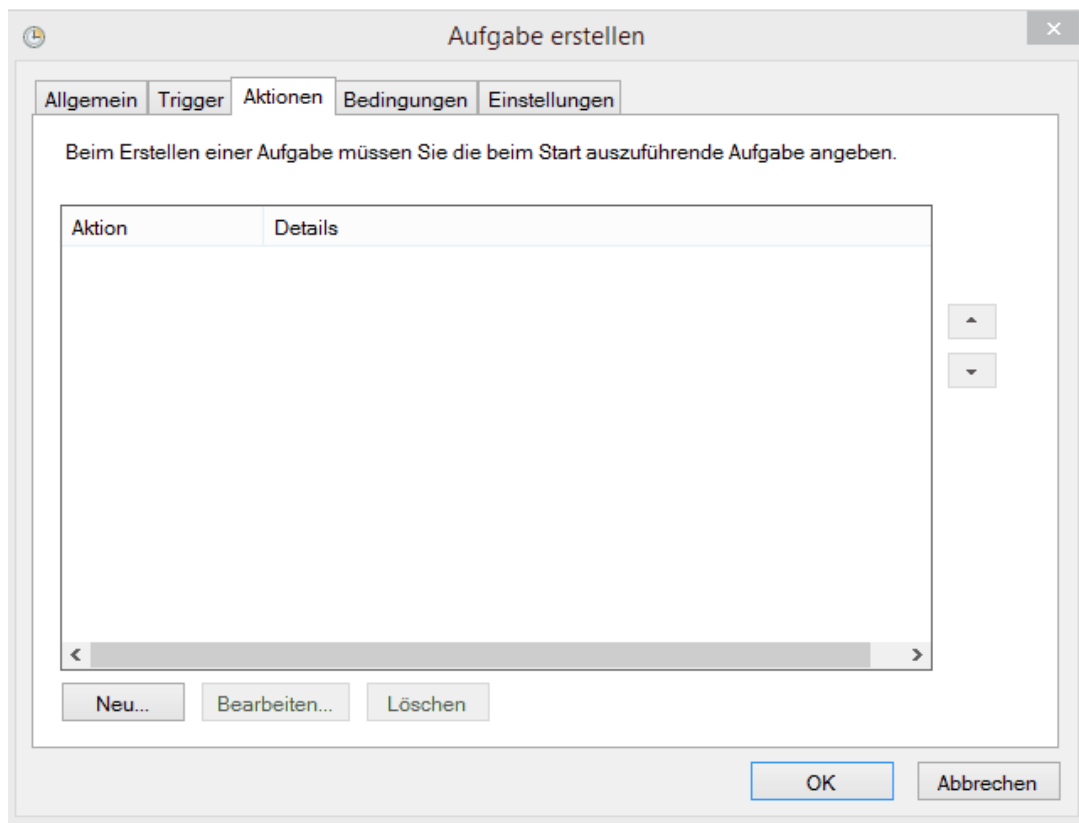 Aufgabe erstellen
Allgemein Trigger Aktionen Bedingungen Einstellungen
Beim Erstellen einer Aufgabe müssen Sie die beim Start auszuführende Aufgabe angeben.
Aktion Details
Neu... Bearbeiten... Löschen
OK Abbrechen